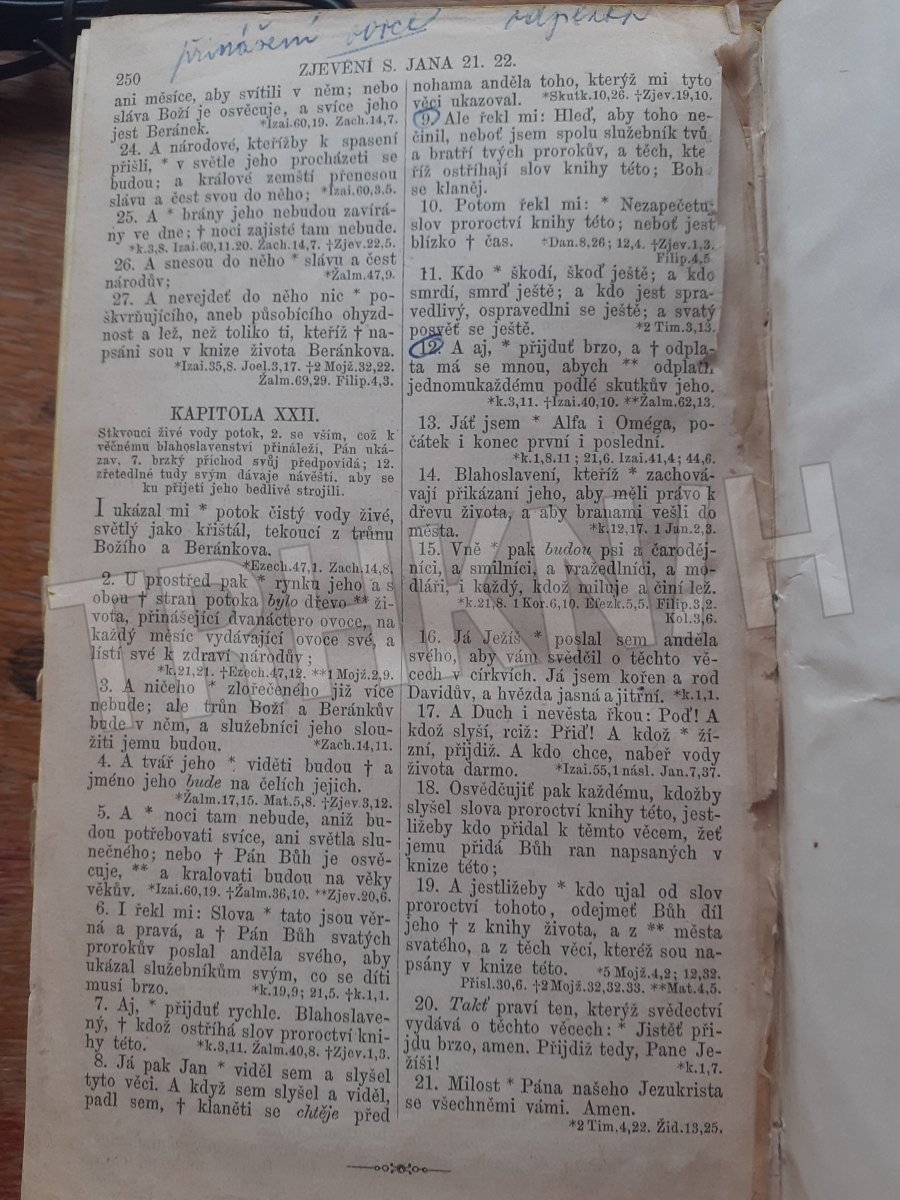 přinášení ovoce odplata
250
ZJEVĚNÍ S. JANA 21. 22.
ani měsíce, aby svítili v něm; nebo
sláva Boží je osvěcuje, a svíce jeho
jest Beránek. *Izai.60,19. Zach.14,7.
24. A národové, kteřížby k spasení
přišli, * v světle jeho procházeti se
budou; a králové zemští přenesou
slávu a čest svou do něho; *Izai.60,3.5.
25. A * brány jeho nebudou zavírá-
ny ve dne; † noci zajisté tam nebude.
*k.3,8. Izai.60,11.20. Zach.14,7. †Zjev.22,5.
26. A snesou do něho * slávu a čest
národův; *Žalm.47,9.
27. A nevejdeť do něho nic * po-
škvrňujícího, aneb působícího ohyzd-
nost a lež, než toliko ti, kteříž † na-
psáni sou v knize života Beránkova.
*Izai.35,8. Joel.3,17. †2 Mojž.32,22.
Žalm.69,29. Filip.4,3.
KAPITOLA XXII.
Stkvoucí živé vody potok, 2. se vším, což k
věčnému blahoslavenství přináleží, Pán uká-
zav, 7. brzký příchod svůj předpovídá; 12.
zřetedlné tudy svým dávaje návěští, aby se
ku přijetí jeho bedlivě strojili.
I ukázal mi * potok čistý vody živé,
světlý jako křištál, tekoucí z trůnu
Božího a Beránkova.
*Ezech.47,1. Zach.14,8.
2. U prostřed pak * rynku jeho a s
obou † stran potoka bylo dřevo ** ži-
vota, přinášející dvanáctero ovoce, na
každý měsíc vydávající ovoce své, a
lístí své k zdraví národův;
*k.21,21. †Ezech.47,12. **1 Mojž.2,9.
3. A ničeho * zlořečeného již více
nebude; ale trůn Boží a Beránkův
bude v něm, a služebníci jeho slou-
žiti jemu budou. *Zach.14,11.
4. A tvář jeho * viděti budou † a
jméno jeho bude na čelích jejich.
*Žalm.17,15. Mat.5,8. †Zjev.3,12.
5. A * noci tam nebude, aniž bu-
dou potřebovati svíce, ani světla slu-
nečného; nebo † Pán Bůh je osvě-
cuje, ** a kralovati budou na věky
věkův. *Izai.60,19. †Žalm.36,10. **Zjev.20,6.
6. I řekl mi: Slova * tato jsou věr-
ná a pravá, a † Pán Bůh svatých
prorokův poslal anděla svého, aby
ukázal služebníkům svým, co se díti
musí brzo. *k.19,9; 21,5. †k.1,1.
7. Aj, * přijduť rychle. Blahoslave-
ný, † kdož ostříhá slov proroctví kni-
hy této. *k.3,11. Žalm.40,8. †Zjev.1,3.
8. Já pak Jan * viděl sem a slyšel
tyto věci. A když sem slyšel a viděl,
padl sem, † klaněti se chtěje před
nohama anděla toho, kterýž mi tyto
věci ukazoval. *Skutk.10,26. †Zjev.19,10.
9. Ale řekl mi: Hleď, aby toho ne-
činil, neboť jsem spolu služebník tvů
a bratří tvých prorokův, a těch, kte
říž ostříhají slov knihy této; Boh
se klaněj.
10. Potom řekl mi: * Nezapečetu
slov proroctví knihy této; neboť jest
blízko † čas. *Dan.8,26; 12,4. †Zjev.1,3.
Filip.4,5
11. Kdo * škodí, škoď ještě; a kdo
smrdí, smrď ještě; a kdo jest spra-
vedlivý, ospravedlni se ještě; a svatý
posvěť se ještě. *2 Tim.3,13.
12. A aj, * přijduť brzo, a † odpla-
ta má se mnou, abych ** odplatil
jednomukaždému podlé skutkův jeho.
*k.3,11. †Izai.40,10. **Žalm.62,13.
13. Jáť jsem * Alfa i Oméga, po-
čátek i konec první i poslední.
*k.1,8.11; 21,6. Izai.41,4; 44,6.
14. Blahoslavení, kteříž * zachová-
vají přikázaní jeho, aby měli právo k
dřevu života, a aby branami vešli do
města. *k.12,17. 1 Jan.2,3.
15. Vně * pak budou psi a čaroděj-
níci, a smilníci, a vražedlníci, a mo-
dláři, i každý, kdož miluje a činí lež.
*k.21,8. 1 Kor.6,10. Efezk.5,5. Filip.3,2.
Kol.3,6.
16. Já Ježíš * poslal sem anděla
svého, aby vám svědčil o těchto vě-
cech v církvích. Já jsem kořen a rod
Davidův, a hvězda jasná a jitřní. *k.1,1.
17. A Duch i nevěsta řkou: Poď! A
kdož slyší, rciž: Přiď! A kdož * ží-
zní, přijdiž. A kdo chce, nabeř vody
života darmo. *Izai.55,1 násl. Jan.7,37.
18. Osvědčujiť pak každému, kdožby
slyšel slova proroctví knihy této, jest-
ližeby kdo přidal k těmto věcem, žeť
jemu přidá Bůh ran napsaných v
knize této;
19. A jestližeby * kdo ujal od slov
proroctví tohoto, odejmeť Bůh díl
jeho † z knihy života, a z ** města
svatého, a z těch věcí, kteréž sou na-
psány v knize této. *5 Mojž.4,2; 12,32.
Přísl.30,6. †2 Mojž.32,32.33. **Mat.4,5.
20. Takť praví ten, kterýž svědectví
vydává o těchto věcech: * Jistěť při-
jdu brzo, amen. Přijdiž tedy, Pane Je-
žíši! *k.1,7.
21. Milost * Pána našeho Jezukrista
se všechněmi vámi. Amen.
*2 Tim.4,22. Žid.13,25.
TRHKNIH